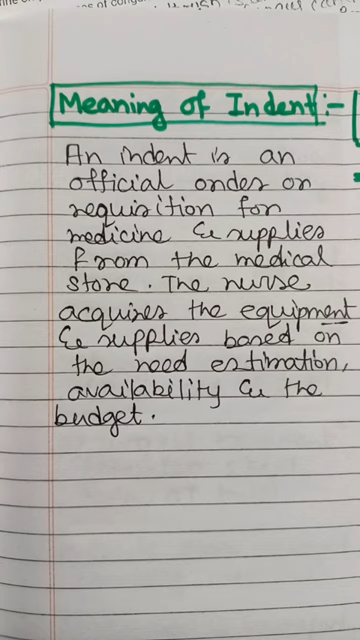 Meaning of Indent:-
An indent is an
official order or
requisition for
medicine & supplies
from the medical
store. The nurse
acquires the equipment
& supplies based on
the need estimation,
availability & the
budget.